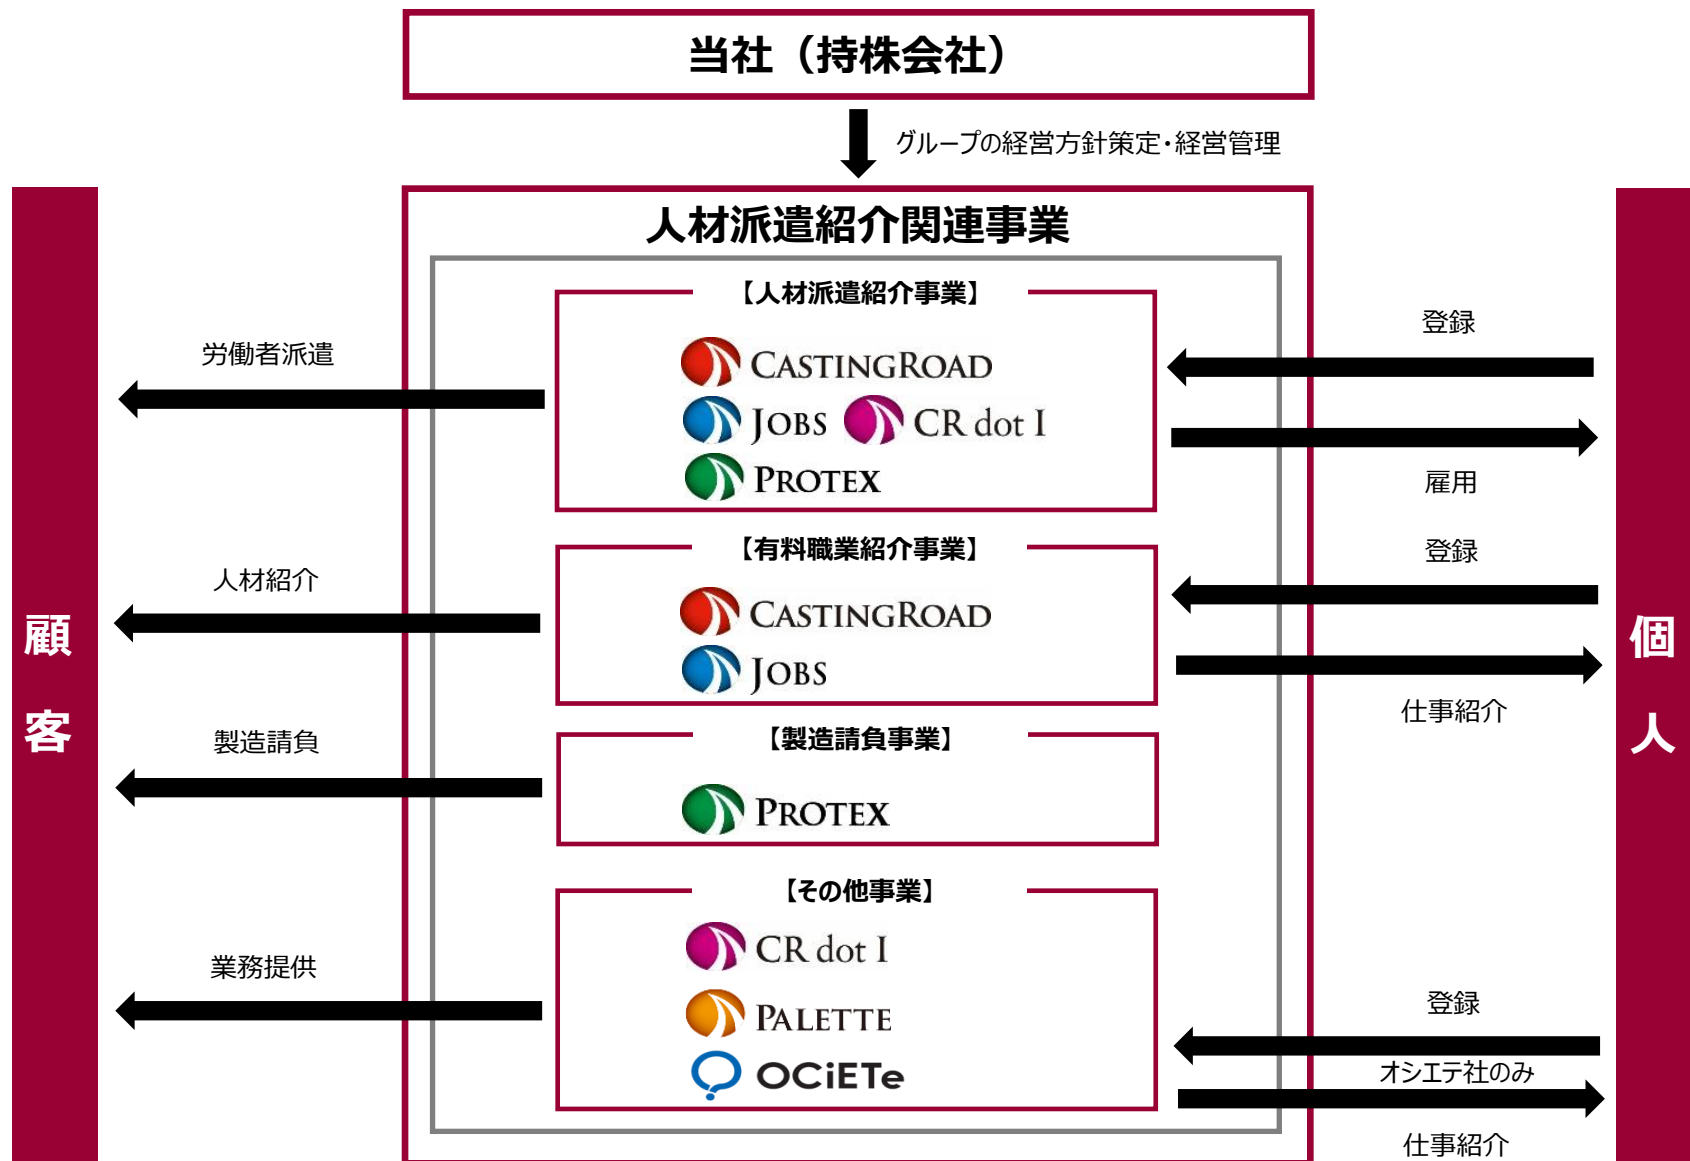 当社（持株会社）
グループの経営方針策定・経営管理
人材派遣紹介関連事業
【人材派遣紹介事業】
CASTINGROAD
JOBS
CR dot I
PROTEX
労働者派遣
登録
雇用
【有料職業紹介事業】
CASTINGROAD
JOBS
人材紹介
登録
仕事紹介
【製造請負事業】
PROTEX
製造請負
【その他事業】
CR dot I
PALETTE
OCiETe
業務提供
登録
オシエテ社のみ
仕事紹介
顧客
個人